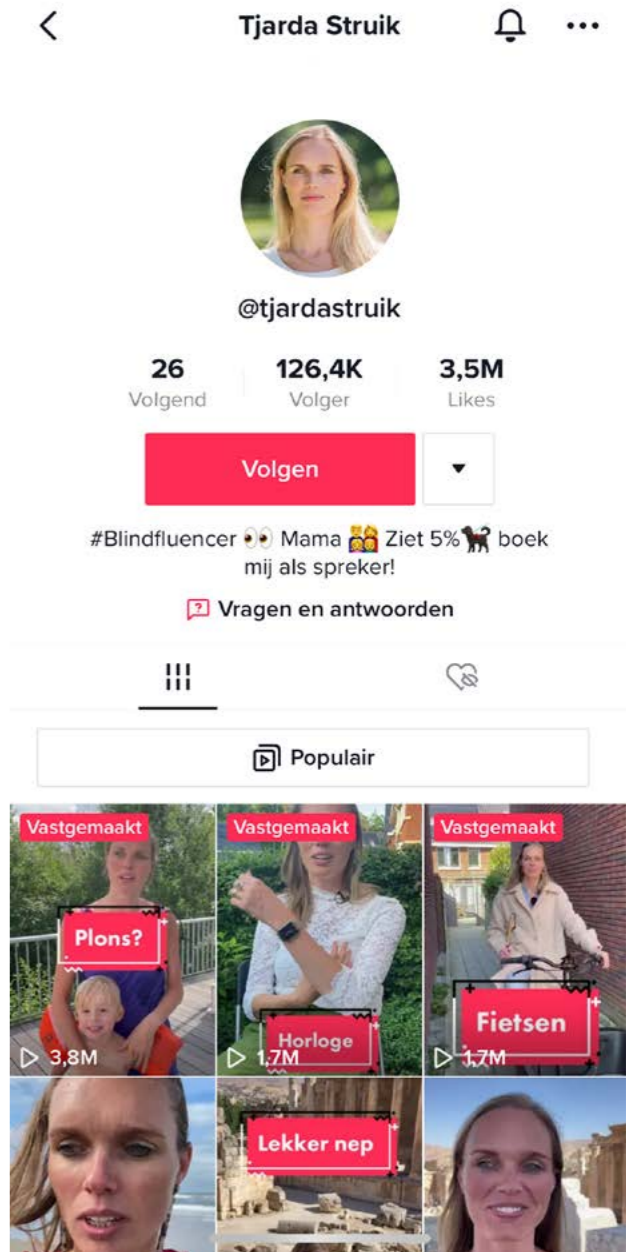 Tjarda Struik
@tjardastruik
26 126,4K 3,5M
Volgend Volger Likes
Volgen
#Blindfluencer 👀 Mama 👩‍👩‍👧‍👦 Ziet 5%🐕‍🦺 boek
mij als spreker!
Vragen en antwoorden
Populair
Vastgemaakt Vastgemaakt Vastgemaakt
Plons?
Horloge
Fietsen
3,8M 1,7M 1,7M
Lekker nep